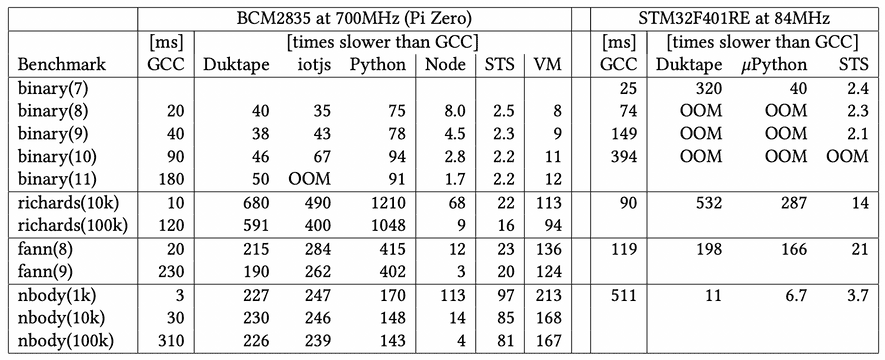 BCM2835 at 700MHz (Pi Zero) STM32F401RE at 84MHz
[ms] [times slower than GCC] [ms] [times slower than GCC]
Benchmark GCC Duktape iotjs Python Node STS VM GCC Duktape μPython STS
binary(7) 25 320 40 2.4
binary(8) 20 40 35 75 8.0 2.5 8 74 OOM OOM 2.3
binary(9) 40 38 43 78 4.5 2.3 9 149 OOM OOM 2.1
binary(10) 90 46 67 94 2.8 2.2 11 394 OOM OOM OOM
binary(11) 180 50 OOM 91 1.7 2.2 12
richards(10k) 10 680 490 1210 68 22 113 90 532 287 14
richards(100k) 120 591 400 1048 9 16 94
fann(8) 20 215 284 415 12 23 136 119 198 166 21
fann(9) 230 190 262 402 3 20 124
nbody(1k) 3 227 247 170 113 97 213 511 11 6.7 3.7
nbody(10k) 30 230 246 148 14 85 168
nbody(100k) 310 226 239 143 4 81 167